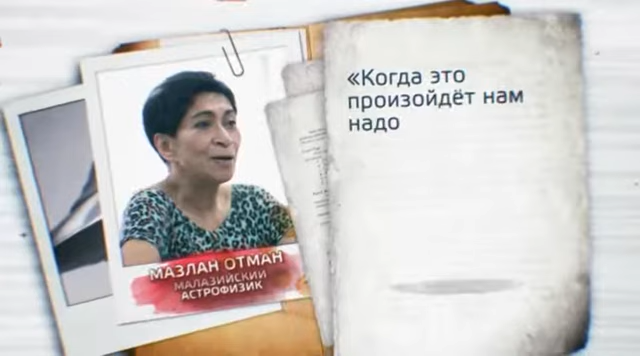 «Когда это
произойдёт нам
надо
МАЗЛАН ОТМАН
МАЛАЗИЙСКИЙ
АСТРОФИЗИК